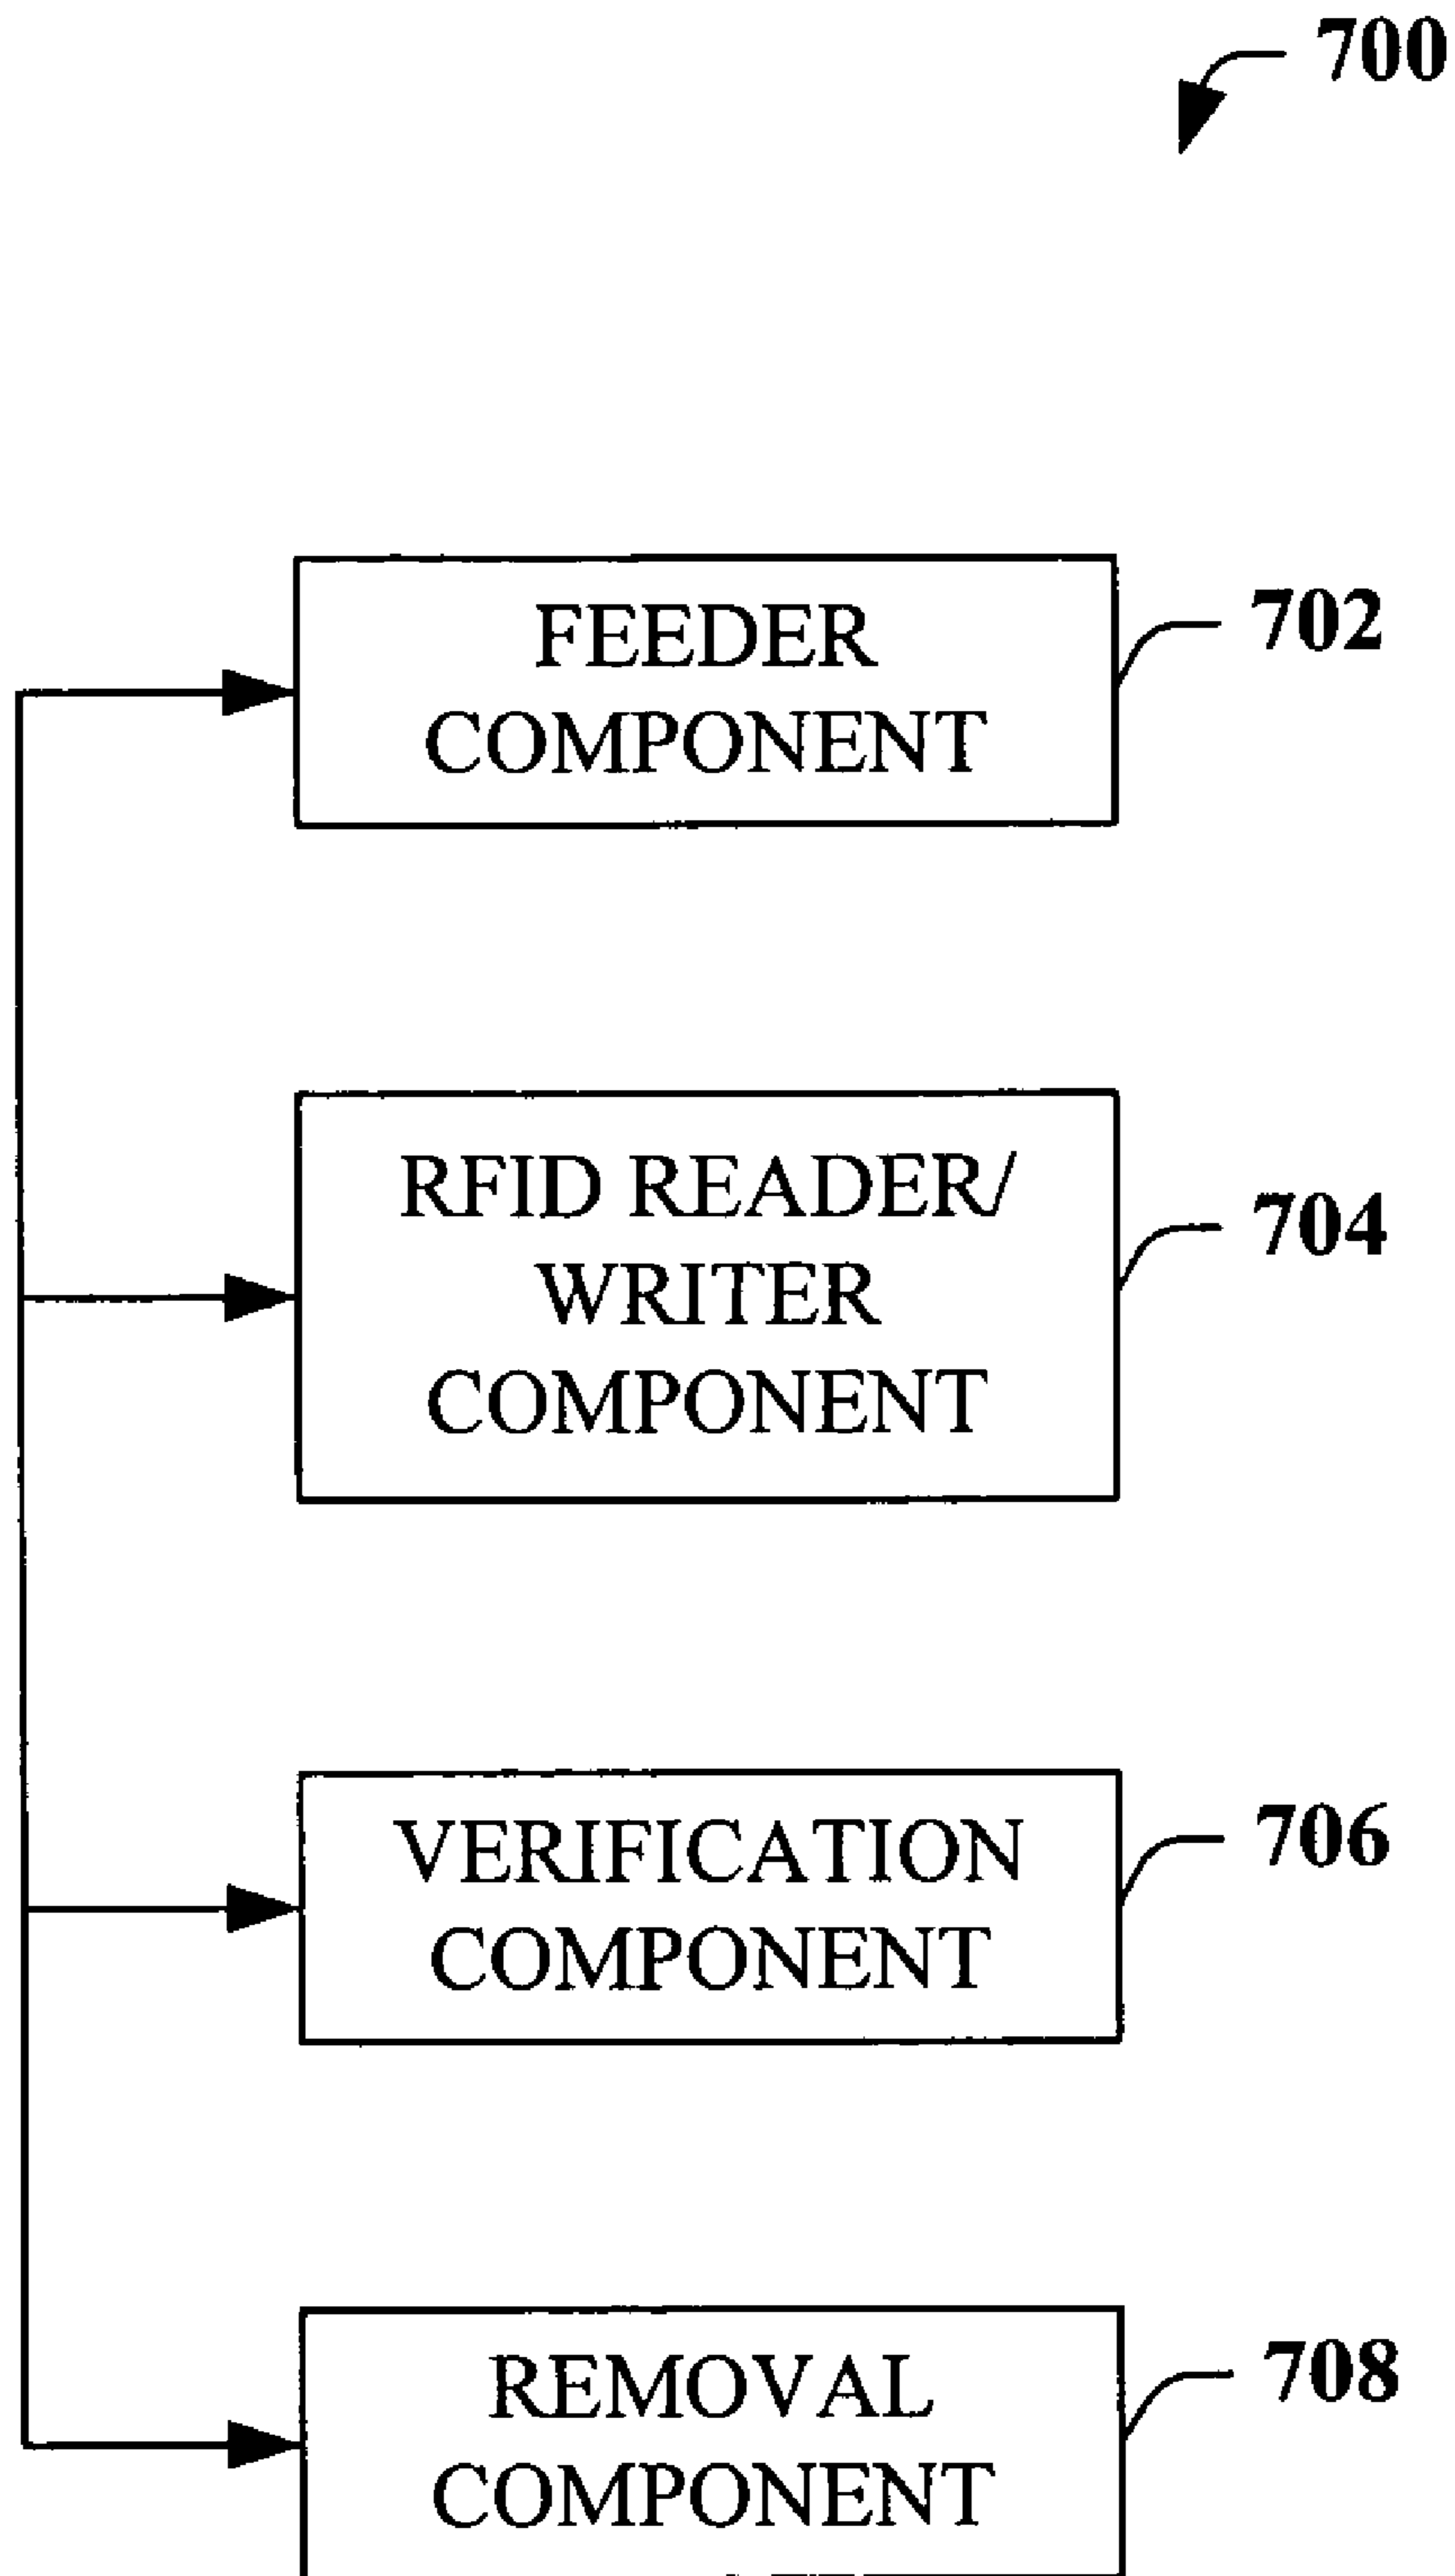 700
FEEDER
COMPONENT
702
RFID READER/
WRITER
COMPONENT
704
VERIFICATION
COMPONENT
706
REMOVAL
COMPONENT
708